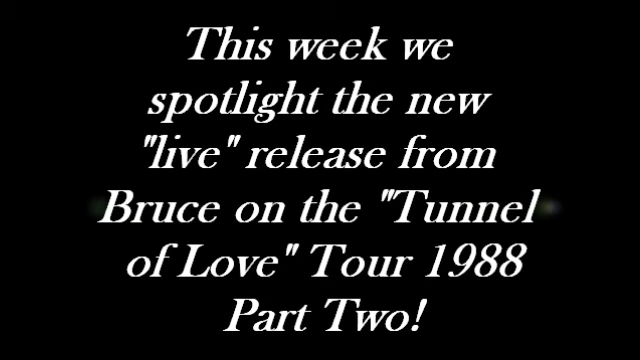 This week we
spotlight the new
"live" release from
Bruce on the "Tunnel
of Love" Tour 1988
Part Two!